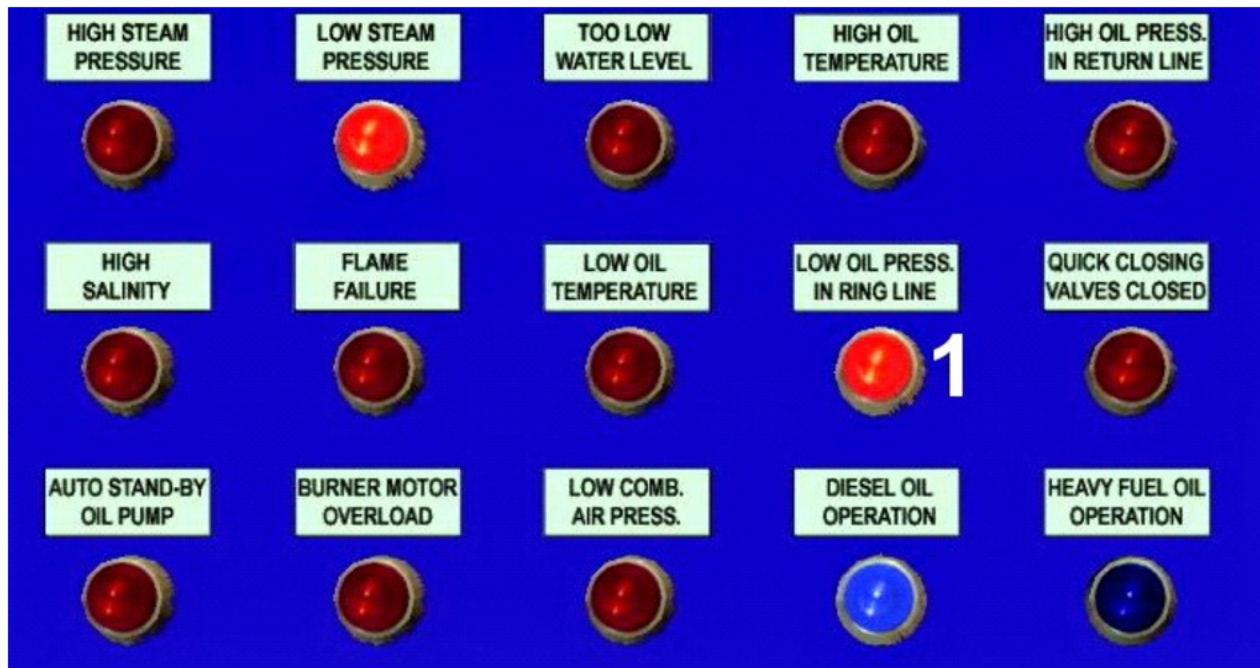 HIGH STEAM
PRESSURE
LOW STEAM
PRESSURE
TOO LOW
WATER LEVEL
HIGH OIL
TEMPERATURE
HIGH OIL PRESS.
IN RETURN LINE
HIGH
SALINITY
FLAME
FAILURE
LOW OIL
TEMPERATURE
LOW OIL PRESS.
IN RING LINE
1
QUICK CLOSING
VALVES CLOSED
AUTO STAND-BY
OIL PUMP
BURNER MOTOR
OVERLOAD
LOW COMB.
AIR PRESS.
DIESEL OIL
OPERATION
HEAVY FUEL OIL
OPERATION